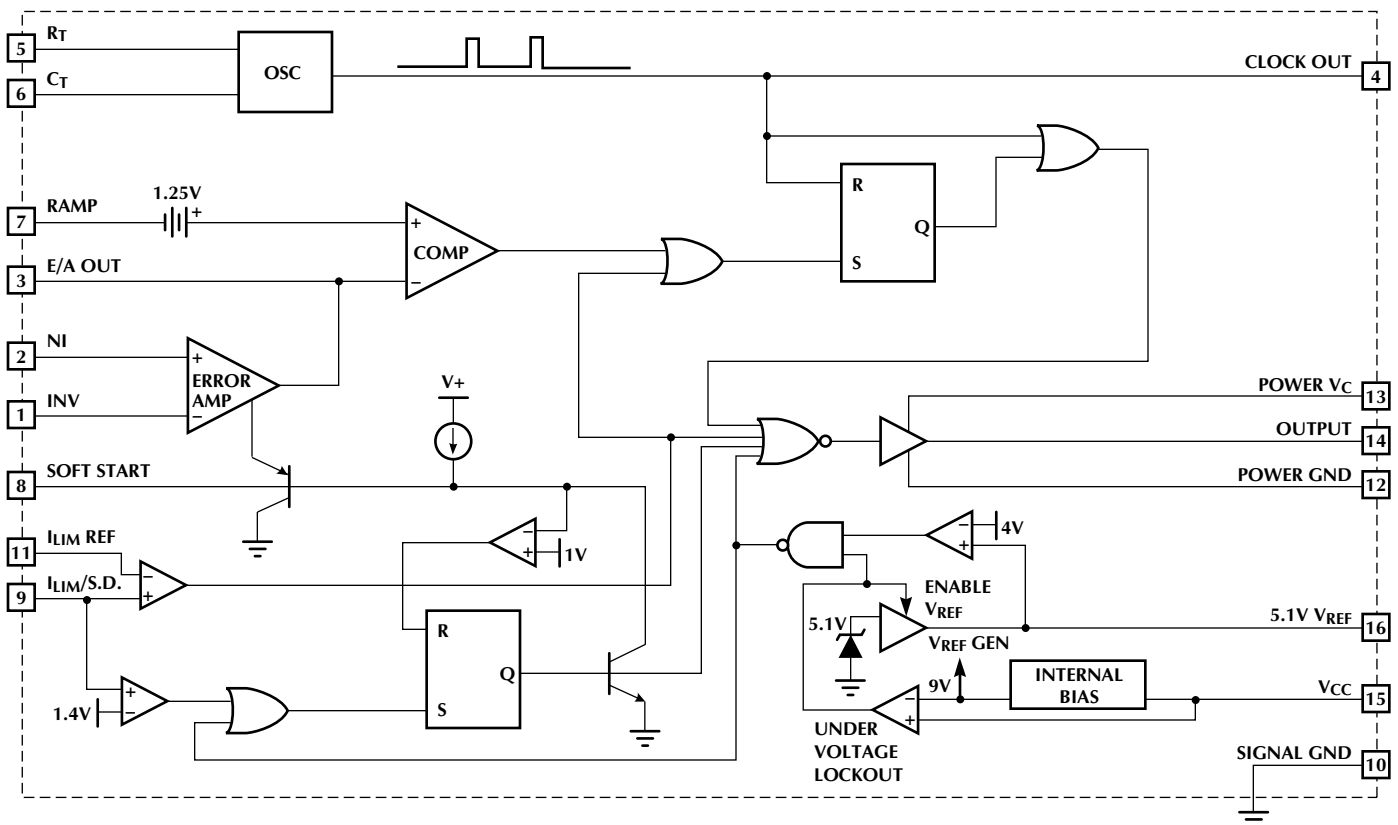 5 RT
OSC
CLOCK OUT 4
6 CT
R
Q
S
1.25V
7 RAMP
+
+
COMP
−
3 E/A OUT
2 NI
+
ERROR
AMP
−
1 INV
V+
POWER VC 13
OUTPUT 14
POWER GND 12
8 SOFT START
−
+
1V
−
+
4V
11 ILIM REF
9 ILIM/S.D.
−
+
ENABLE
VREF
5.1V
VREF GEN
5.1V VREF 16
R
Q
S
+
−
1.4V
9V
INTERNAL
BIAS
VCC 15
−
+
UNDER
VOLTAGE
LOCKOUT
SIGNAL GND 10